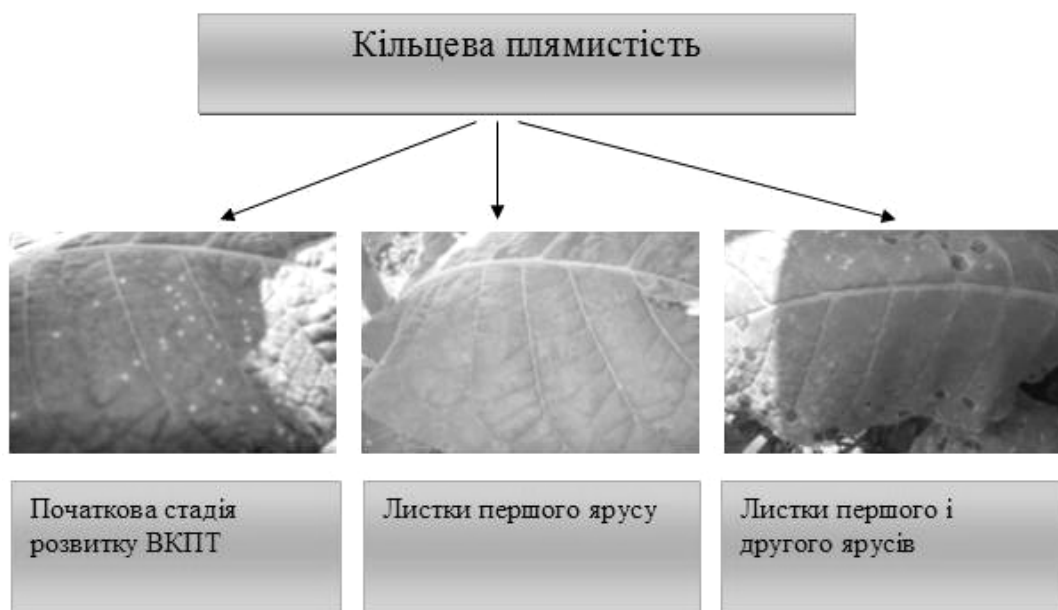 Кільцева плямистість
Початкова стадія
розвитку ВКПТ
Листки першого ярусу
Листки першого і
другого ярусів